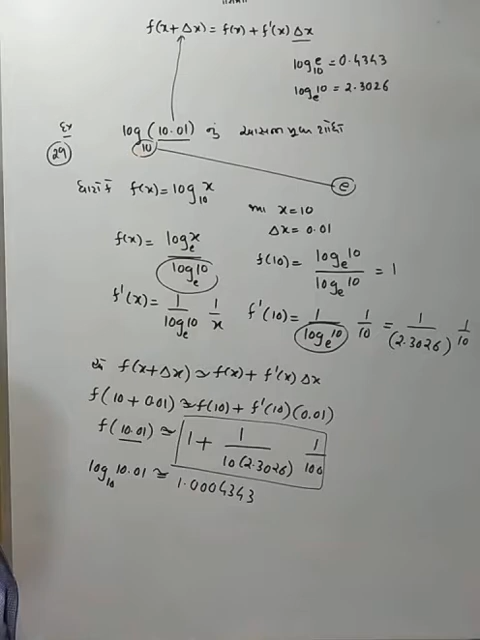 f(x+Δx) = f(x) + f'(x) Δx
log₁₀e = 0.4343
logₑ10 = 2.3026
Ex
29
log₁₀(10.01) નું આસન્ન મૂલ્ય શોધો
e
ધારો કે f(x) = log₁₀x
x = 10
Δx = 0.01
f(x) = logₑx / logₑ10
f(10) = logₑ10 / logₑ10 = 1
f'(x) = 1/logₑ10 1/x
f'(10) = 1/logₑ10 1/10 = 1/(2.3026) 1/10
f(x+Δx) ≃ f(x) + f'(x) Δx
f(10+0.01) ≃ f(10) + f'(10)(0.01)
f(10.01) ≃ 1 + 1/10(2.3026) 1/100
log₁₀10.01 ≃ 1.0004343